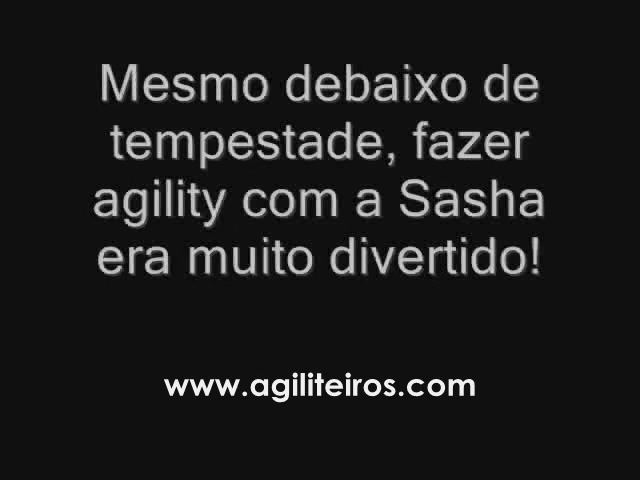 Mesmo debaixo de
tempestade, fazer
agility com a Sasha
era muito divertido!
www.agiliteiros.com